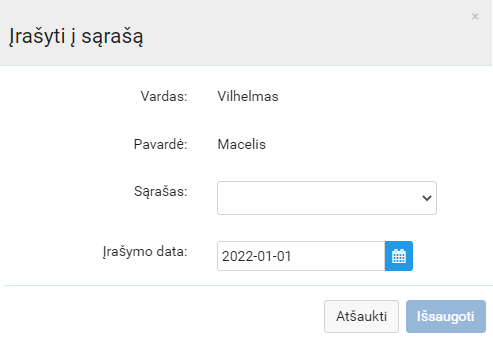 ×
Įrašyti į sąrašą
Vardas: Vilhelmas
Pavardė: Macelis
Sąrašas:
Įrašymo data: 2022-01-01
Atšaukti Išsaugoti